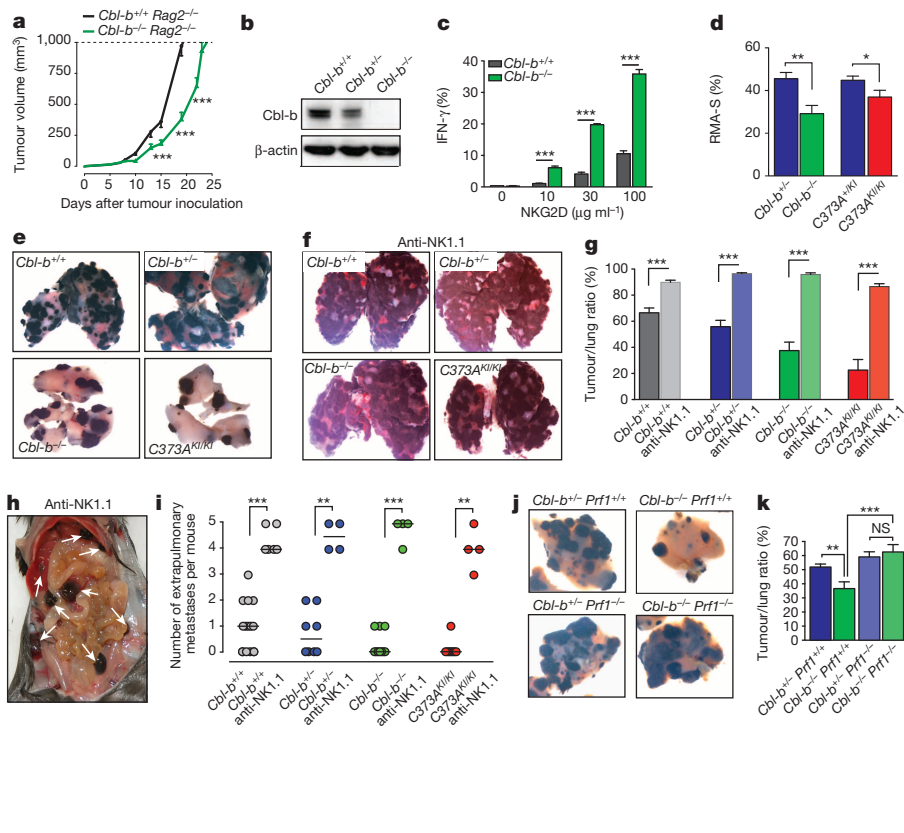 a
Cbl-b+/+ Rag2–/–
Cbl-b–/– Rag2–/–
Tumour volume (mm3)
1,000
750
500
250
0
***
***
***
0 5 10 15 20 25
Days after tumour inoculation
b
Cbl-b+/+
Cbl-b+/–
Cbl-b–/–
Cbl-b
β-actin
c
Cbl-b+/+
Cbl-b–/–
IFN-γ (%)
40
30
20
10
0
***
***
***
0 10 30 100
NKG2D (μg ml–1)
d
RMA-S (%)
60
40
20
0
**
*
Cbl-b+/–
Cbl-b–/–
C373A+/KI
C373AKI/KI
e
Cbl-b+/+
Cbl-b+/–
Cbl-b–/–
C373AKI/KI
f
Anti-NK1.1
Cbl-b+/+
Cbl-b+/–
Cbl-b–/–
C373AKI/KI
g
Tumour/lung ratio (%)
100
80
60
40
20
0
***
***
***
***
Cbl-b+/+
Cbl-b+/+
anti-NK1.1
Cbl-b+/–
Cbl-b+/–
anti-NK1.1
Cbl-b–/–
Cbl-b–/–
anti-NK1.1
C373AKI/KI
C373AKI/KI
anti-NK1.1
h
Anti-NK1.1
i
Number of extrapulmonary
metastases per mouse
5
4
3
2
1
0
***
**
***
**
Cbl-b+/+
Cbl-b+/+
anti-NK1.1
Cbl-b+/–
Cbl-b+/–
anti-NK1.1
Cbl-b–/–
Cbl-b–/–
anti-NK1.1
C373AKI/KI
C373AKI/KI
anti-NK1.1
j
Cbl-b+/– Prf1+/+
Cbl-b–/– Prf1+/+
Cbl-b+/– Prf1–/–
Cbl-b–/– Prf1–/–
k
Tumour/lung ratio (%)
70
60
50
40
30
20
10
0
**
***
NS
Cbl-b+/– Prf1+/+
Cbl-b–/– Prf1+/+
Cbl-b+/– Prf1–/–
Cbl-b–/– Prf1–/–